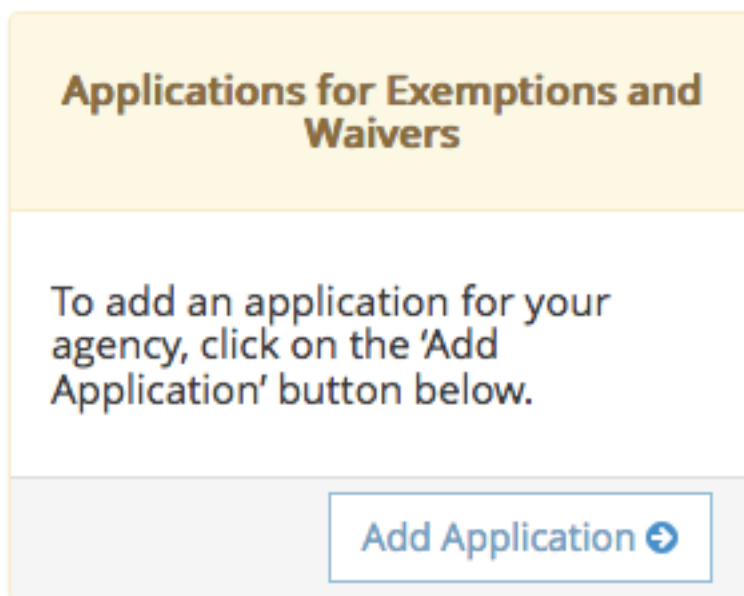 Applications for Exemptions and
Waivers
To add an application for your
agency, click on the ‘Add
Application’ button below.
Add Application